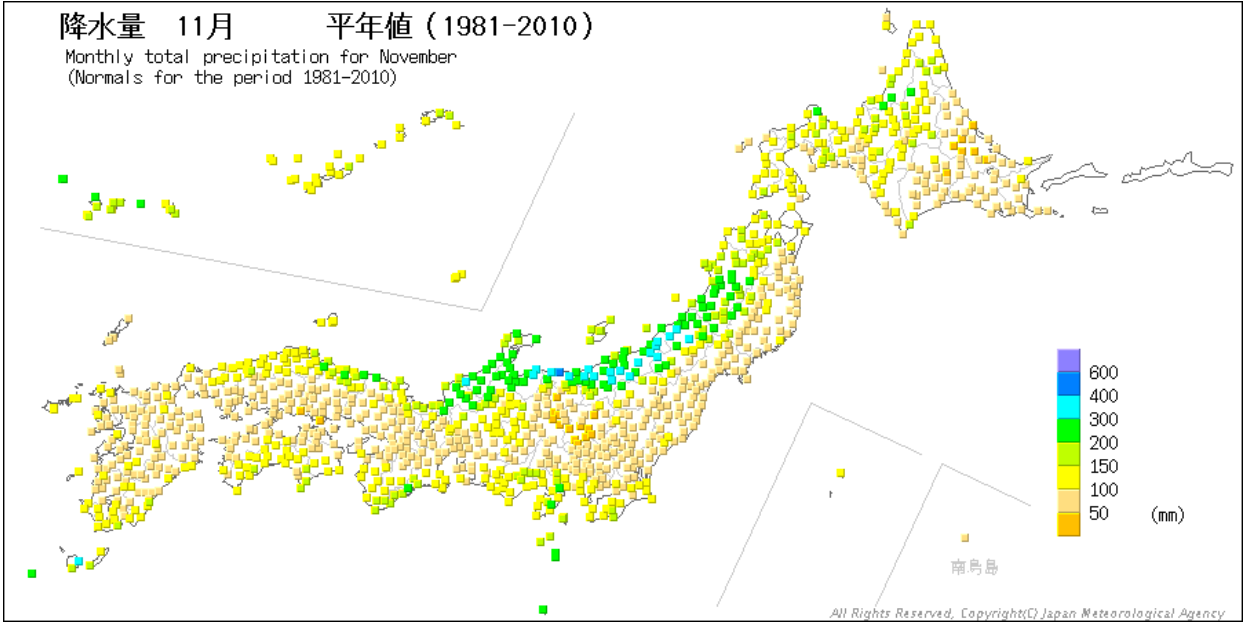 降水量 11月 平年値（1981-2010）
Monthly total precipitation for November
(Normals for the period 1981-2010)
600
400
300
200
150
100
50 (mm)
南鳥島
All Rights Reserved, Copyright(C) Japan Meteorological Agency